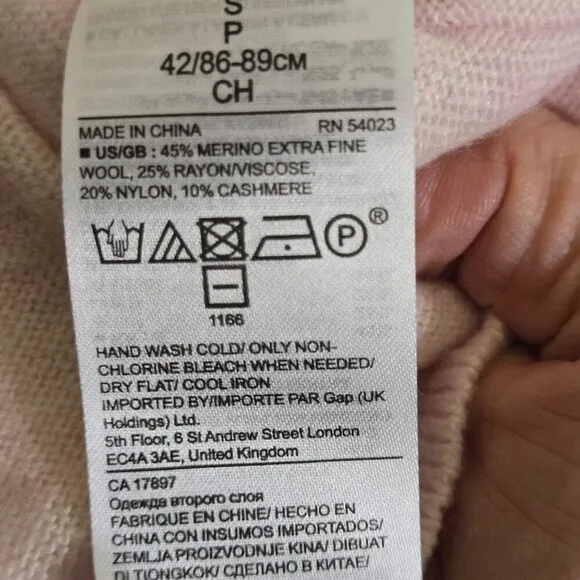 S
P
42/86-89CM
CH
MADE IN CHINA RN 54023
■ US/GB : 45% MERINO EXTRA FINE
WOOL, 25% RAYON/VISCOSE,
20% NYLON, 10% CASHMERE
P ®
1166
HAND WASH COLD/ ONLY NON-
CHLORINE BLEACH WHEN NEEDED/
DRY FLAT/ COOL IRON
IMPORTED BY/IMPORTE PAR Gap (UK
Holdings) Ltd.
5th Floor, 6 St Andrew Street London
EC4A 3AE, United Kingdom
CA 17897
Одежда второго слоя
FABRIQUE EN CHINE/ HECHO EN
CHINA CON INSUMOS IMPORTADOS/
ZEMLJA PROIZVODNJE KINA/ DIBUAT
DI TIONGKOK/ СДЕЛАНО В КИТАЕ/